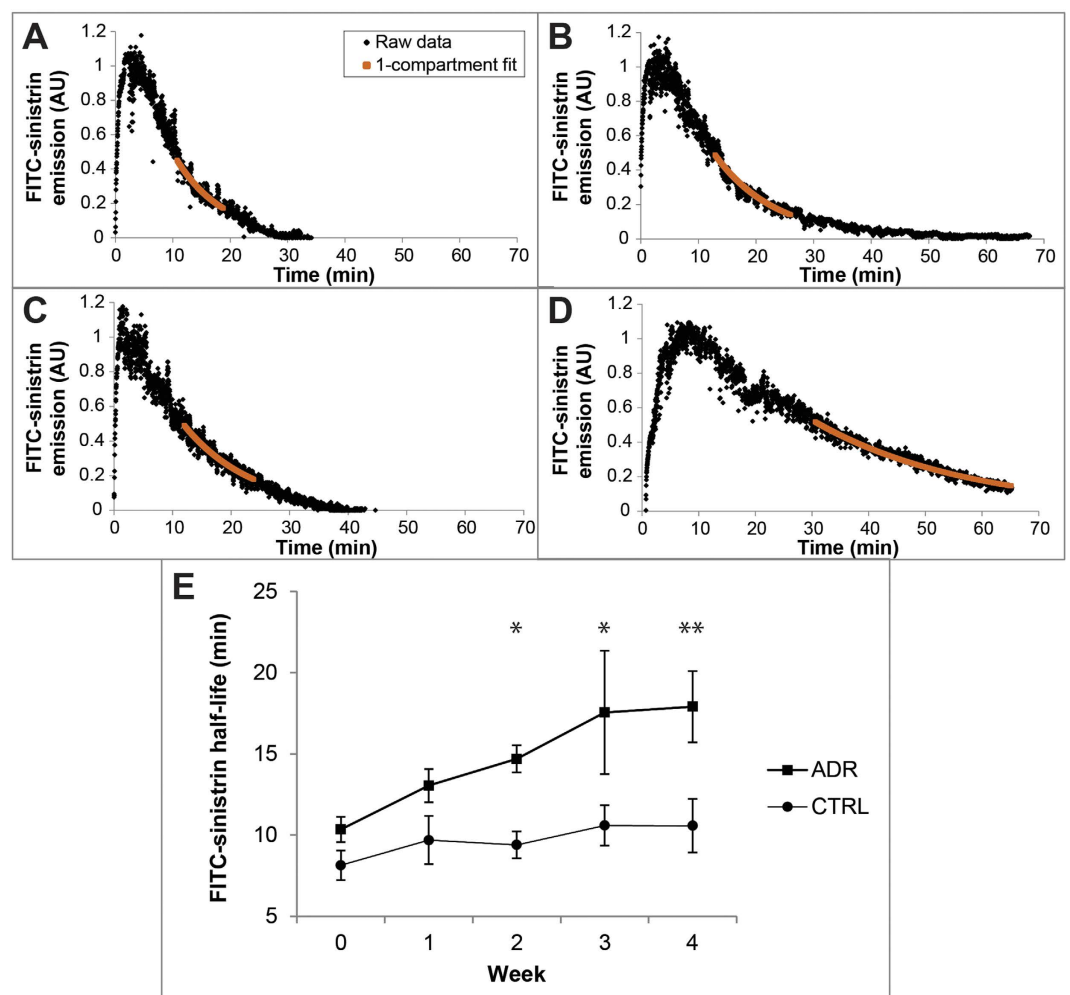 A
FITC-sinistrin
emission (AU)
1.2
1
0.8
0.6
0.4
0.2
0
0 10 20 30 40 50 60 70
Time (min)
Raw data
1-compartment fit
B
FITC-sinistrin
emission (AU)
1.2
1
0.8
0.6
0.4
0.2
0
0 10 20 30 40 50 60 70
Time (min)
C
FITC-sinistrin
emission (AU)
1.2
1
0.8
0.6
0.4
0.2
0
0 10 20 30 40 50 60 70
Time (min)
D
FITC-sinistrin
emission (AU)
1.2
1
0.8
0.6
0.4
0.2
0
0 10 20 30 40 50 60 70
Time (min)
E
FITC-sinistrin half-life (min)
25
20
15
10
5
* * **
0 1 2 3 4
Week
ADR
CTRL